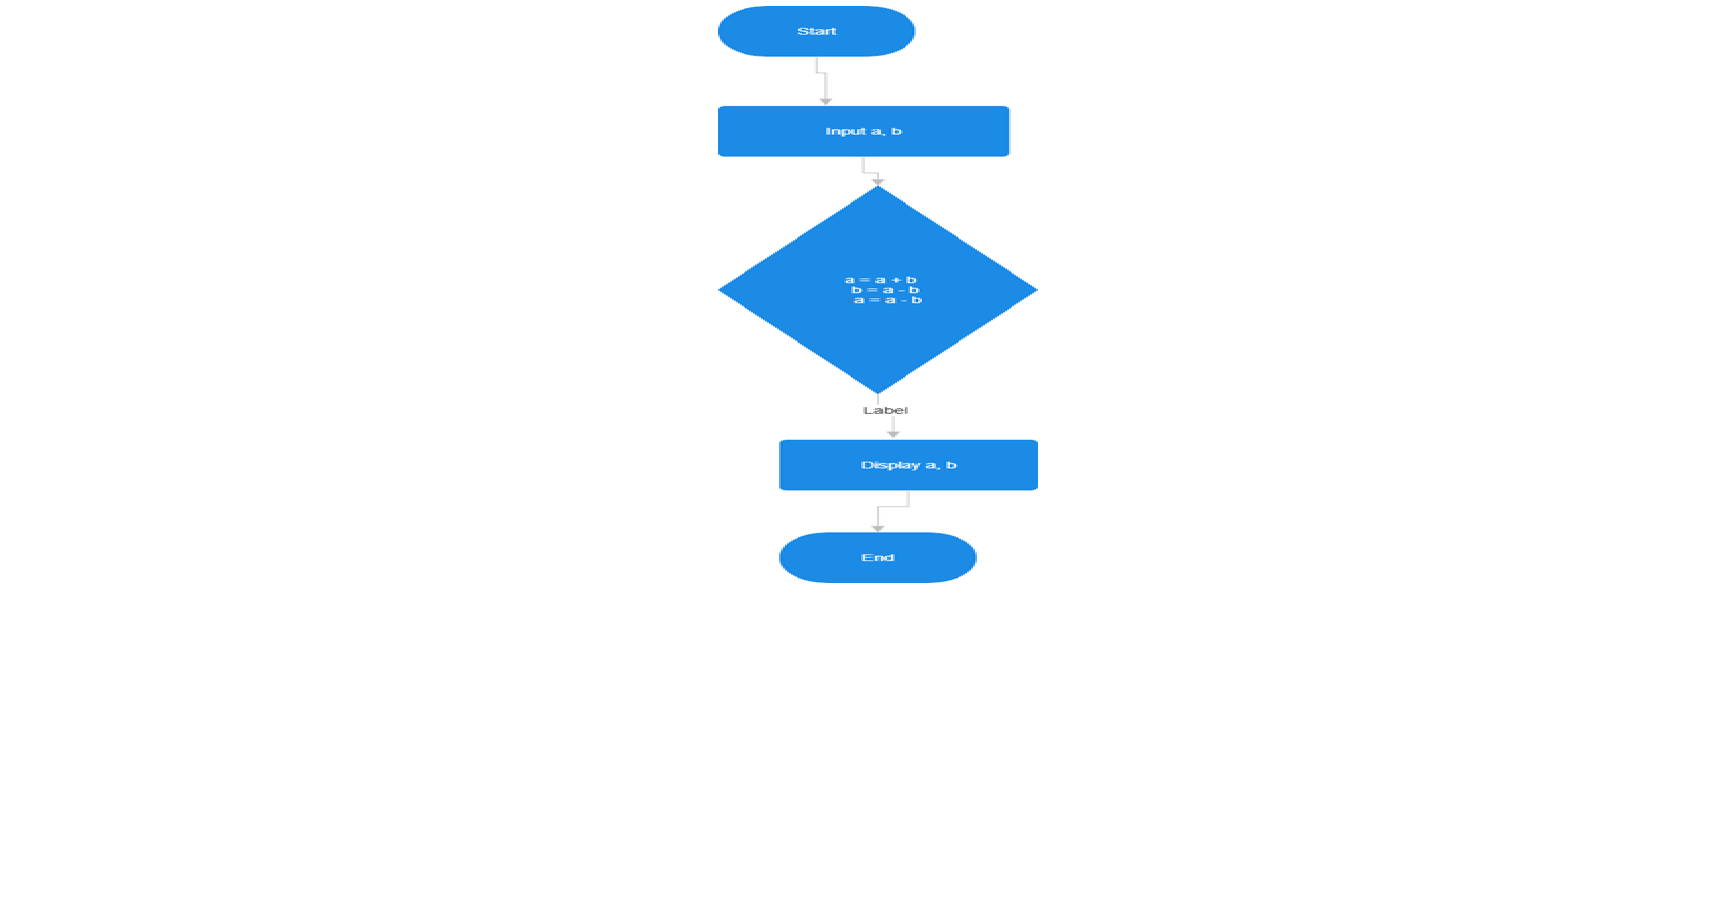 Start
Input a, b
a = a + b
b = a - b
a = a - b
Label
Display a, b
End